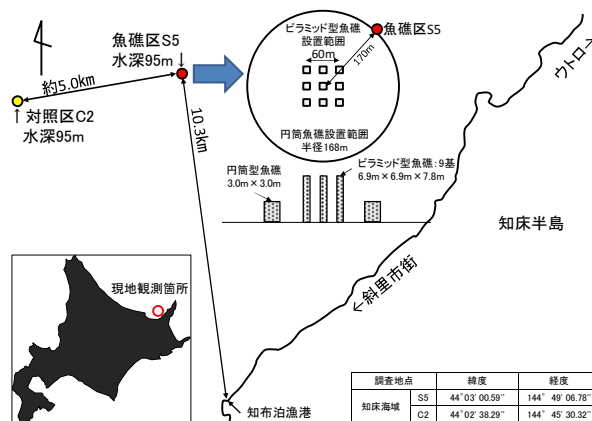 魚礁区S5
水深95m
約5.0km
↑対照区C2
水深95m
10.3km
ピラミッド型魚礁
設置範囲
60m
170m
魚礁区S5
円筒魚礁設置範囲
半径168m
円筒型魚礁
3.0m×3.0m
ピラミッド型魚礁:9基
6.9m×6.9m×7.8m
ウトロ
知床半島
←斜里市街
現地観測箇所
知布泊漁港
調査地点 緯度 経度
知床海域 S5 44°03′00.59″ 144°49′06.78″
C2 44°02′38.29″ 144°45′30.32″